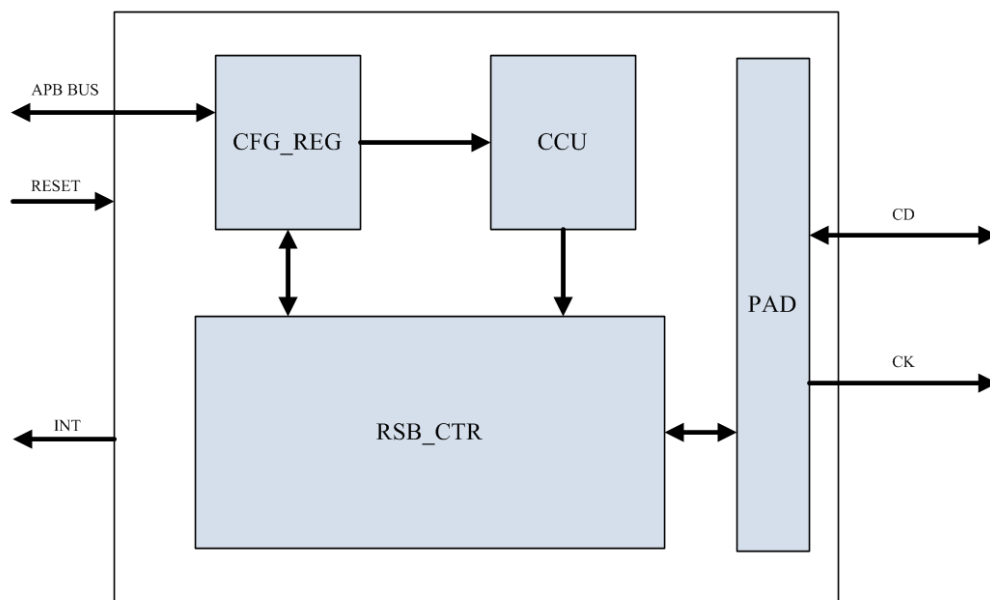 APB BUS
CFG_REG
CCU
RESET
CD
PAD
CK
INT
RSB_CTR